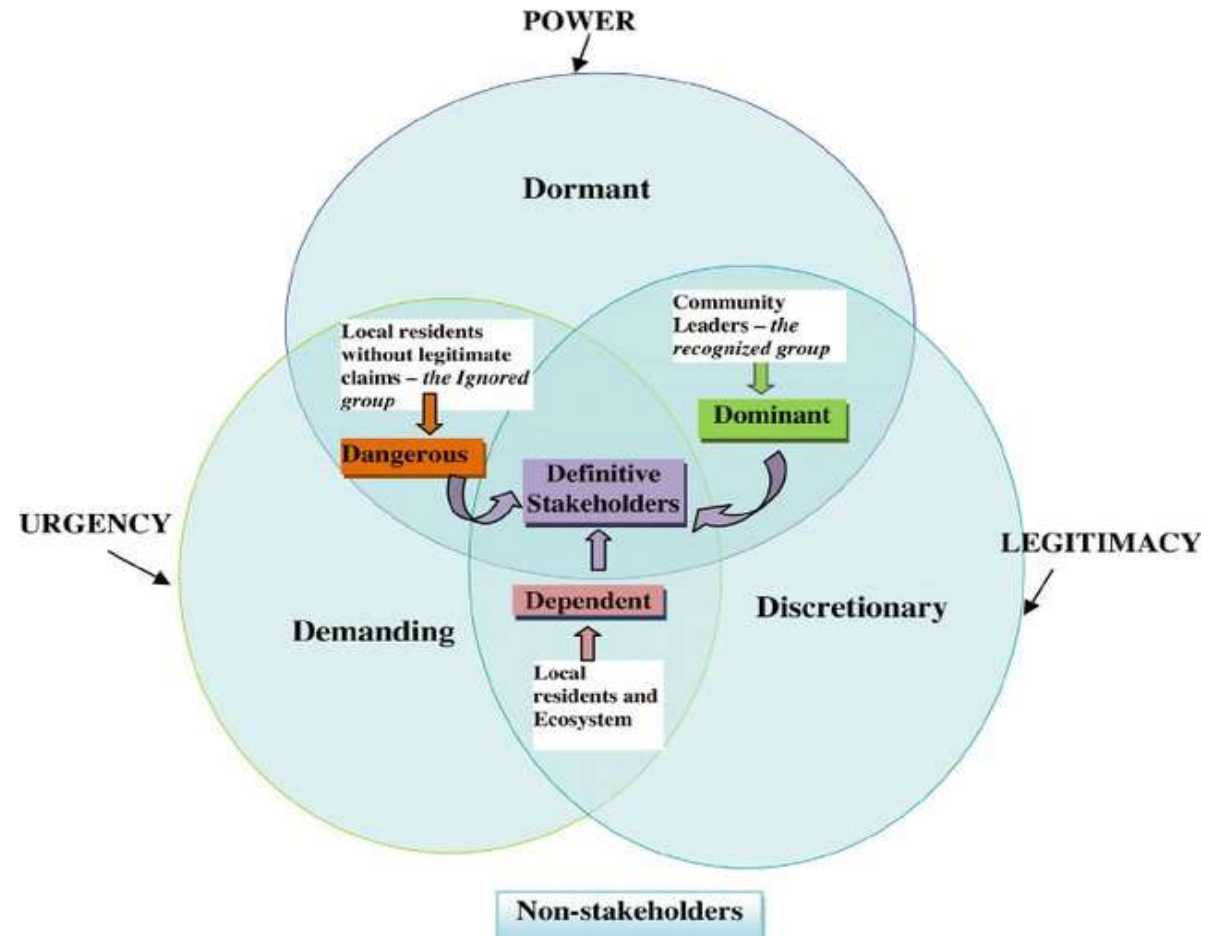 POWER
Dormant
Community
Leaders – the
recognized group
Local residents
without legitimate
claims – the Ignored
group
Dominant
Dangerous
Definitive
Stakeholders
URGENCY
LEGITIMACY
Dependent
Discretionary
Demanding
Local
residents and
Ecosystem
Non-stakeholders